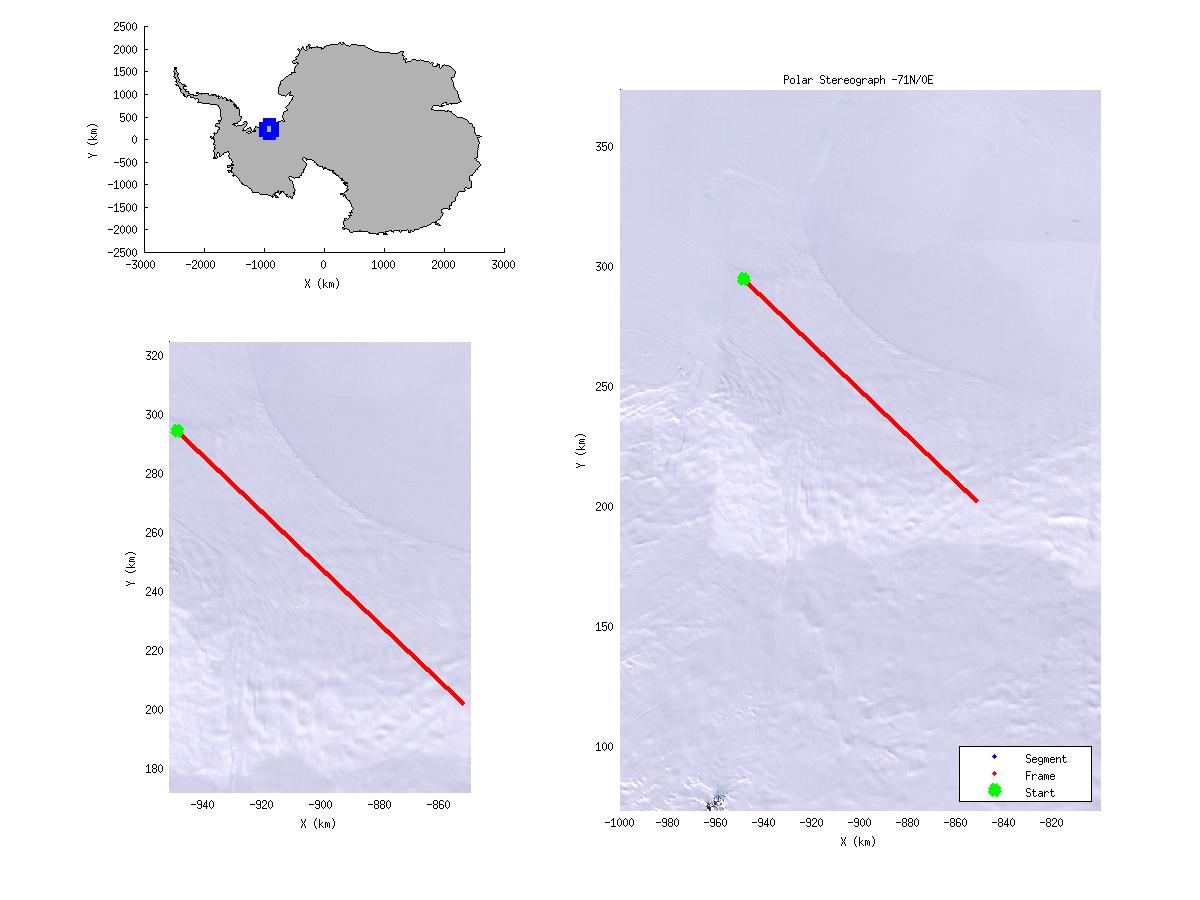 2500
2000
1500
1000
500
0
-500
-1000
-1500
-2000
-2500
Y (km)
-3000 -2000 -1000 0 1000 2000 3000
X (km)
320
300
280
260
240
220
200
180
Y (km)
-940 -920 -900 -880 -860
X (km)
Polar Stereograph -71N/0E
350
300
250
200
150
100
Y (km)
-1000 -980 -960 -940 -920 -900 -880 -860 -840 -820
X (km)
Segment
Frame
Start